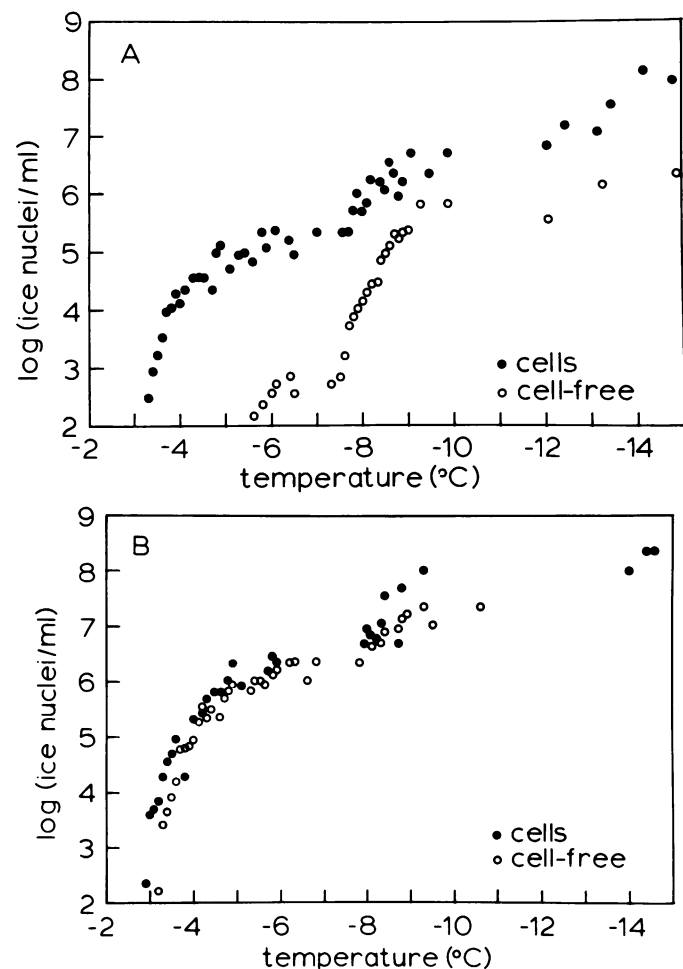 A
9
8
7
6
5
4
3
2
log (ice nuclei/ml)
● cells
○ cell-free
-2 -4 -6 -8 -10 -12 -14
temperature (°C)
B
9
8
7
6
5
4
3
2
log (ice nuclei/ml)
● cells
○ cell-free
-2 -4 -6 -8 -10 -12 -14
temperature (°C)